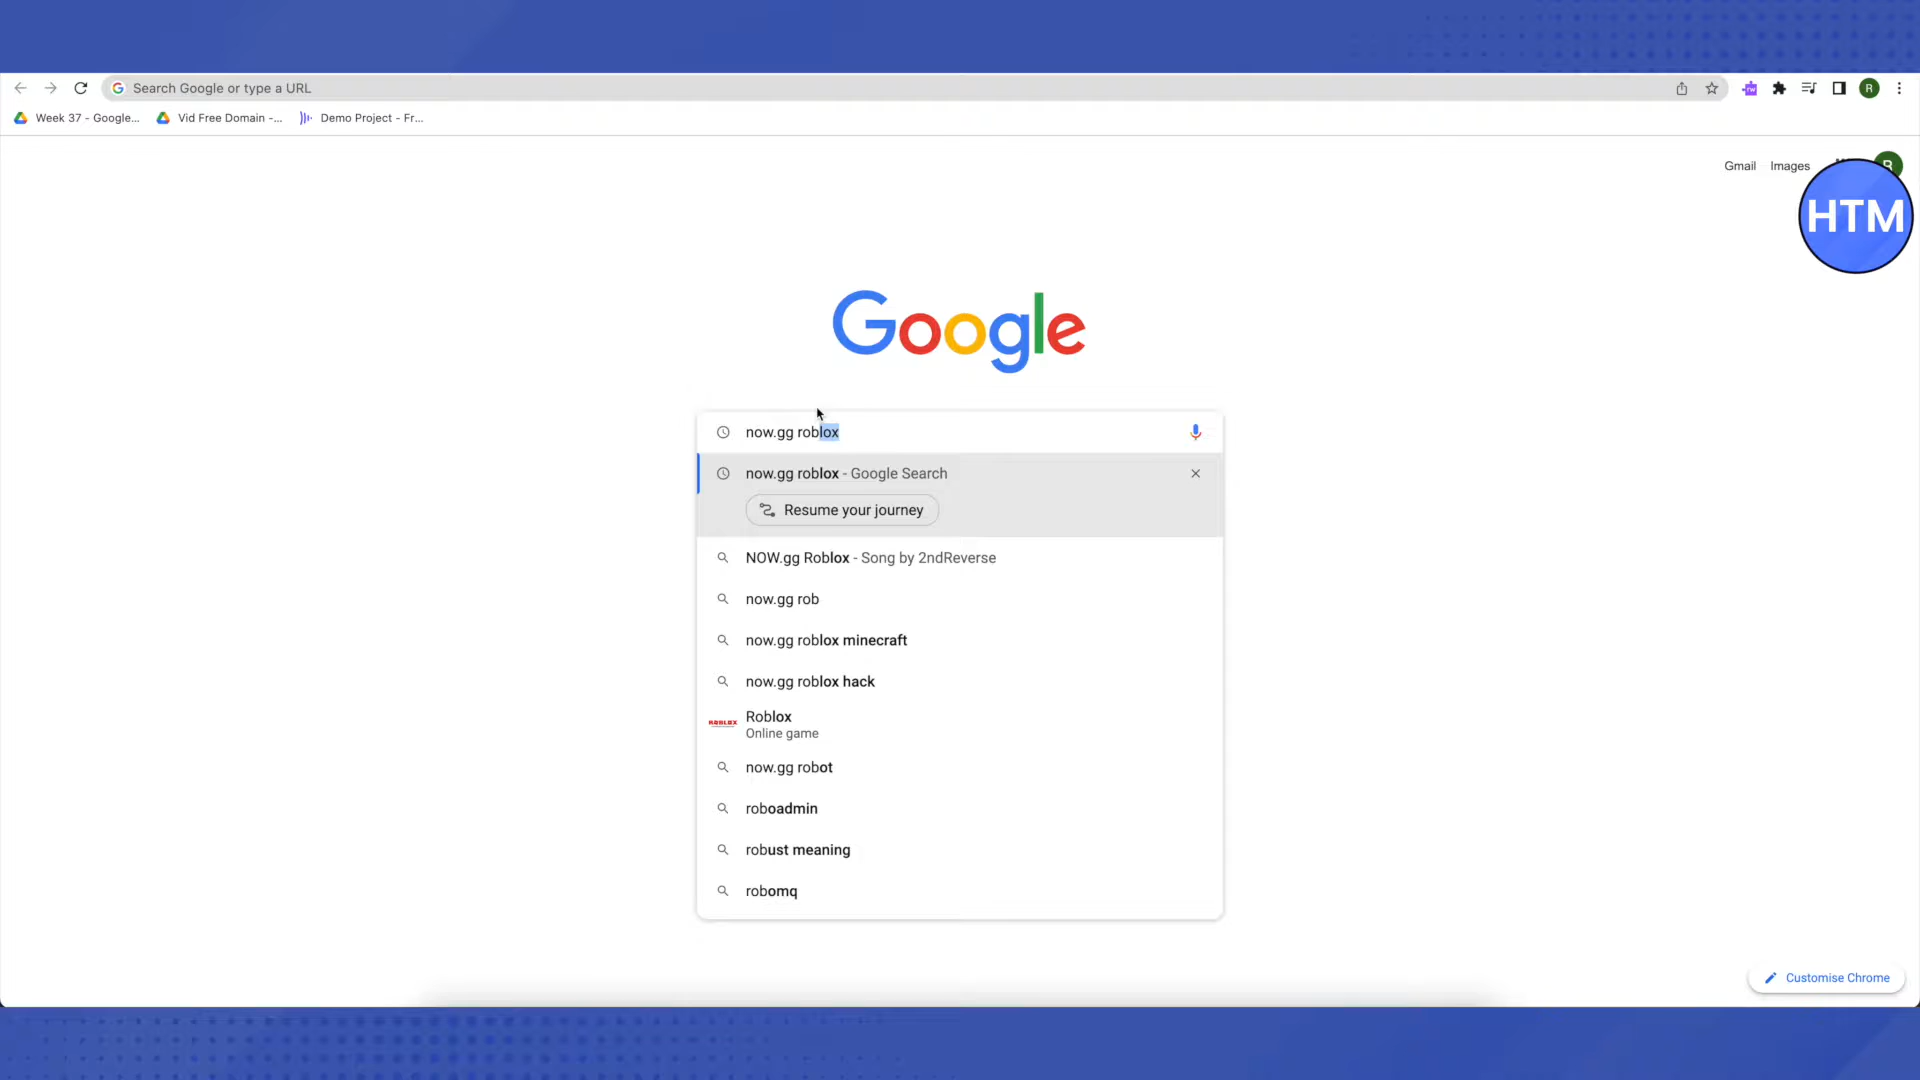 Search Google or type a URL
R
Week 37 - Google...
Vid Free Domain -...
Demo Project - Fr...
Gmail
Images
R
HTM
Google
now.gg roblox
now.gg roblox - Google Search
Resume your journey
NOW.gg Roblox - Song by 2ndReverse
now.gg rob
now.gg roblox minecraft
now.gg roblox hack
ROBLOX
Roblox
Online game
now.gg robot
roboadmin
robust meaning
robomq
Customise Chrome